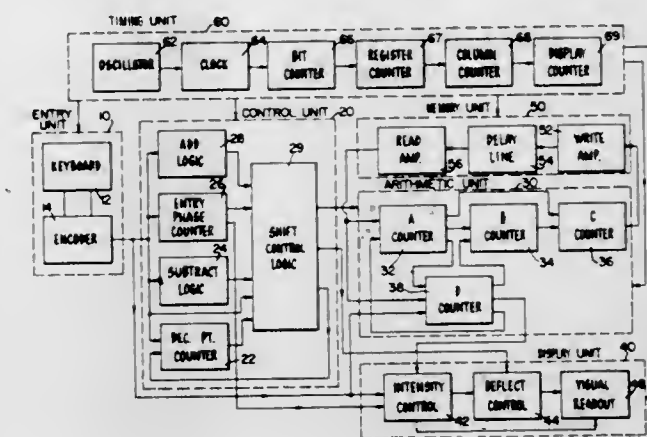 TIMING UNIT
60
62
64
66
67
68
69
OSCILLATOR
CLOCK
BIT
COUNTER
REGISTER
COUNTER
COLUMN
COUNTER
DISPLAY
COUNTER
ENTRY
UNIT
10
KEYBOARD
12
14
ENCODER
CONTROL UNIT
20
28
ADD
LOGIC
26
ENTRY
PHASE
COUNTER
24
SUBTRACT
LOGIC
DEC. PT.
COUNTER
22
29
SHIFT
CONTROL
LOGIC
MEMORY UNIT
50
READ
AMP.
56
DELAY
LINE
54
52
WRITE
AMP.
ARITHMETIC UNIT
30
A
COUNTER
32
B
COUNTER
34
C
COUNTER
36
38
D
COUNTER
DISPLAY UNIT
40
INTENSITY
CONTROL
42
DEFLECT
CONTROL
44
VISUAL
READOUT